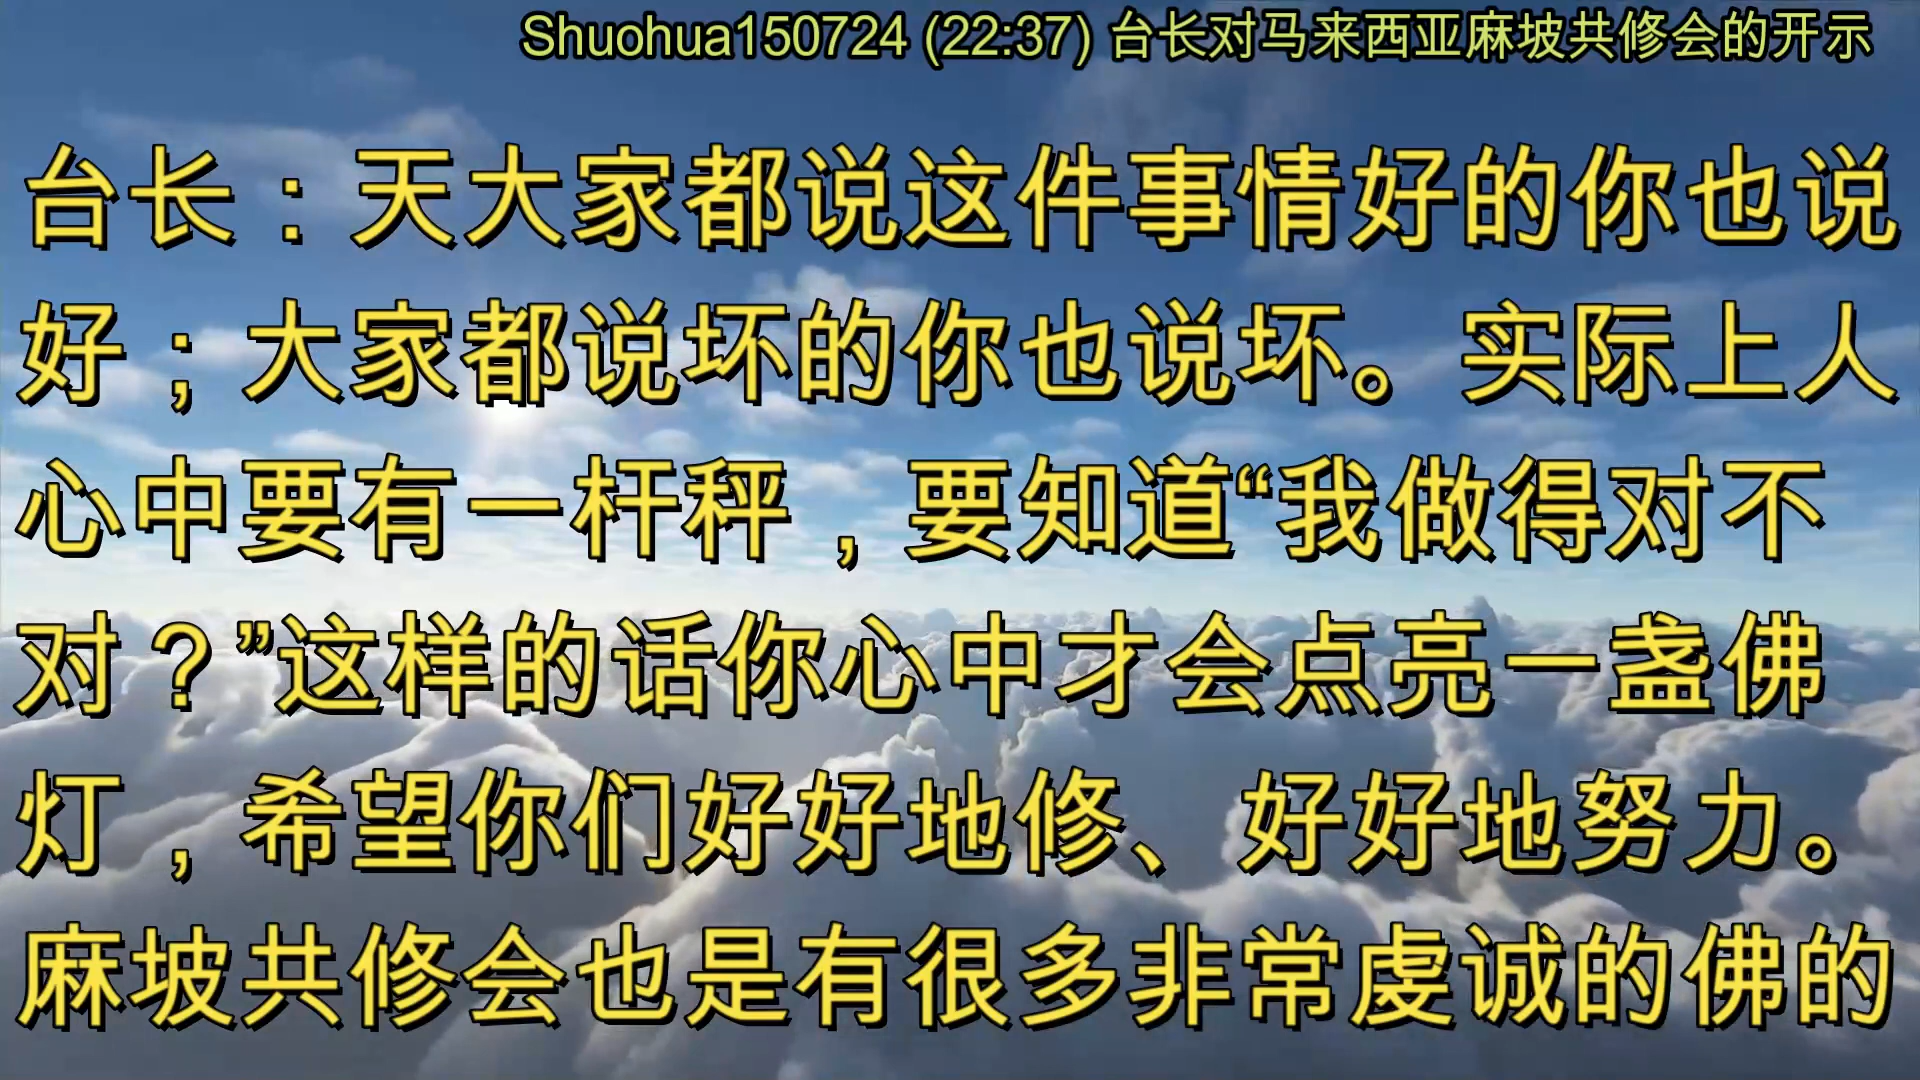 Shuohua150724 (22:37) 台长对马来西亚麻坡共修会的开示
台长：天大家都说这件事情好的你也说
好；大家都说坏的你也说坏。实际上人
心中要有一杆秤，要知道“我做得对不
对？”这样的话你心中才会点亮一盏佛
灯，希望你们好好地修、好好地努力。
麻坡共修会也是有很多非常虔诚的佛的